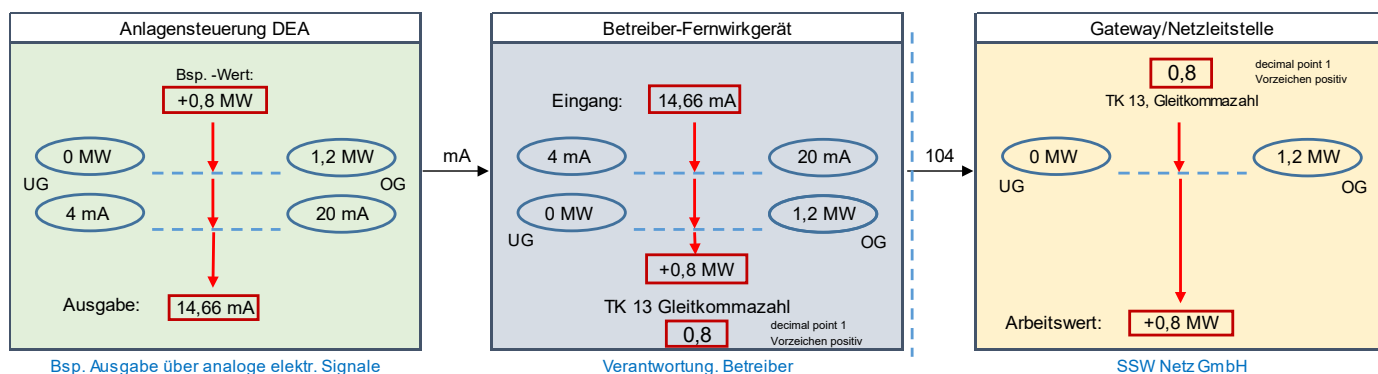 Anlagensteuerung DEA
Bsp. -Wert:
+0,8 MW
0 MW
1,2 MW
UG
OG
4 mA
20 mA
Ausgabe:
14,66 mA
Bsp. Ausgabe über analoge elektr. Signale
mA
Betreiber-Fernwirkgerät
Eingang:
14,66 mA
4 mA
20 mA
0 MW
1,2 MW
UG
OG
+0,8 MW
TK 13 Gleitkommazahl
0,8
decimal point 1
Vorzeichen positiv
Verantwortung. Betreiber
104
Gateway/Netzleitstelle
0,8
decimal point 1
Vorzeichen positiv
TK 13, Gleitkommazahl
0 MW
1,2 MW
UG
OG
Arbeitswert:
+0,8 MW
SSW Netz GmbH